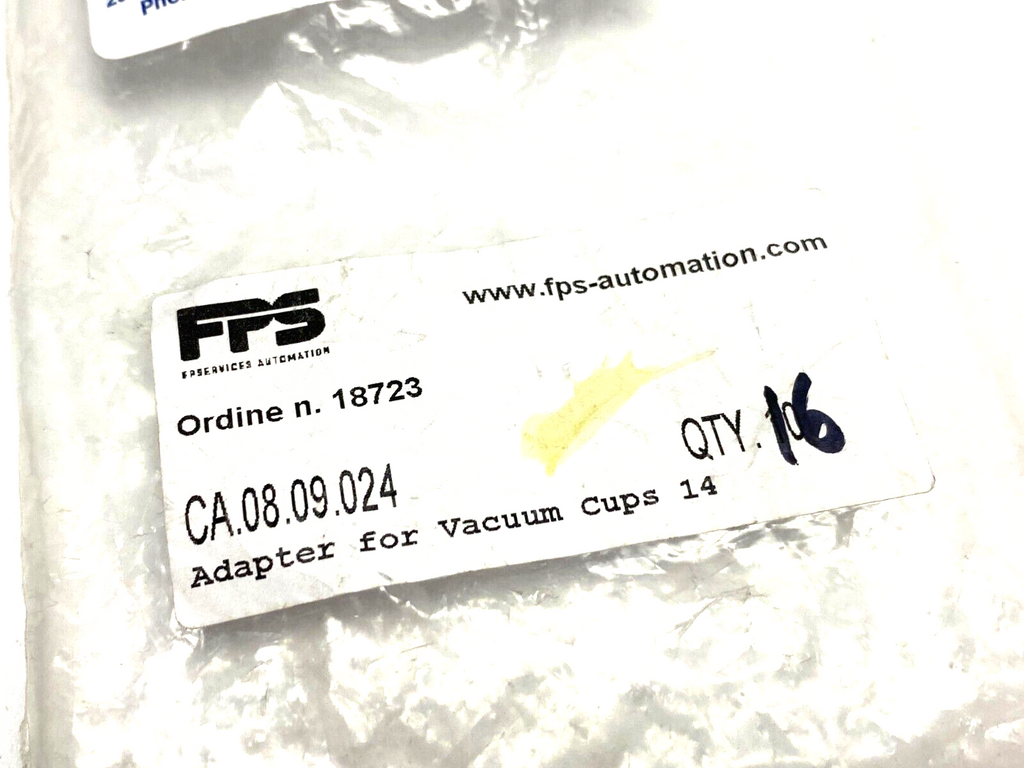 FPS
FPSERVICES AUTOMATION
www.fps-automation.com
Ordine n. 18723
CA.08.09.024
QTY. 16
Adapter for Vacuum Cups 14